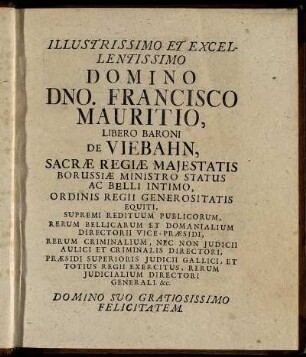 ILLUSTRISSIMO ET EXCEL-
LENTISSIMO
DOMINO
DNO. FRANCISCO
MAURITIO,
LIBERO BARONI
DE VIEBAHN,
SACRÆ REGIÆ MAJESTATIS
BORUSSIÆ MINISTRO STATUS
AC BELLI INTIMO,
ORDINIS REGII GENEROSITATIS
EQUITI,
SUPREMI REDITUUM PUBLICORUM,
RERUM BELLICARUM ET DOMANIALIUM
DIRECTORII VICE-PRÆSIDI,
RERUM CRIMINALIUM, NEC NON JUDICII
AULICI ET CRIMINALIS DIRECTORI,
PRÆSIDI SUPERIORIS JUDICII GALLICI, ET
TOTIUS REGII EXERCITUS, RERUM
JUDICIALIUM DIRECTORI
GENERALI &c.
DOMINO SUO GRATIOSISSIMO
FELICITATEM.